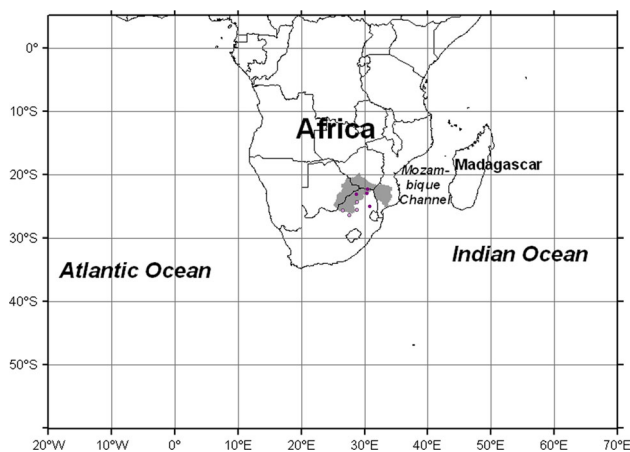 0°
10°S
Africa
Madagascar
Mozam-
bique
Channel
20°S
30°S
Indian Ocean
Atlantic Ocean
40°S
50°S
20°W 10°W 0° 10°E 20°E 30°E 40°E 50°E 60°E 70°E